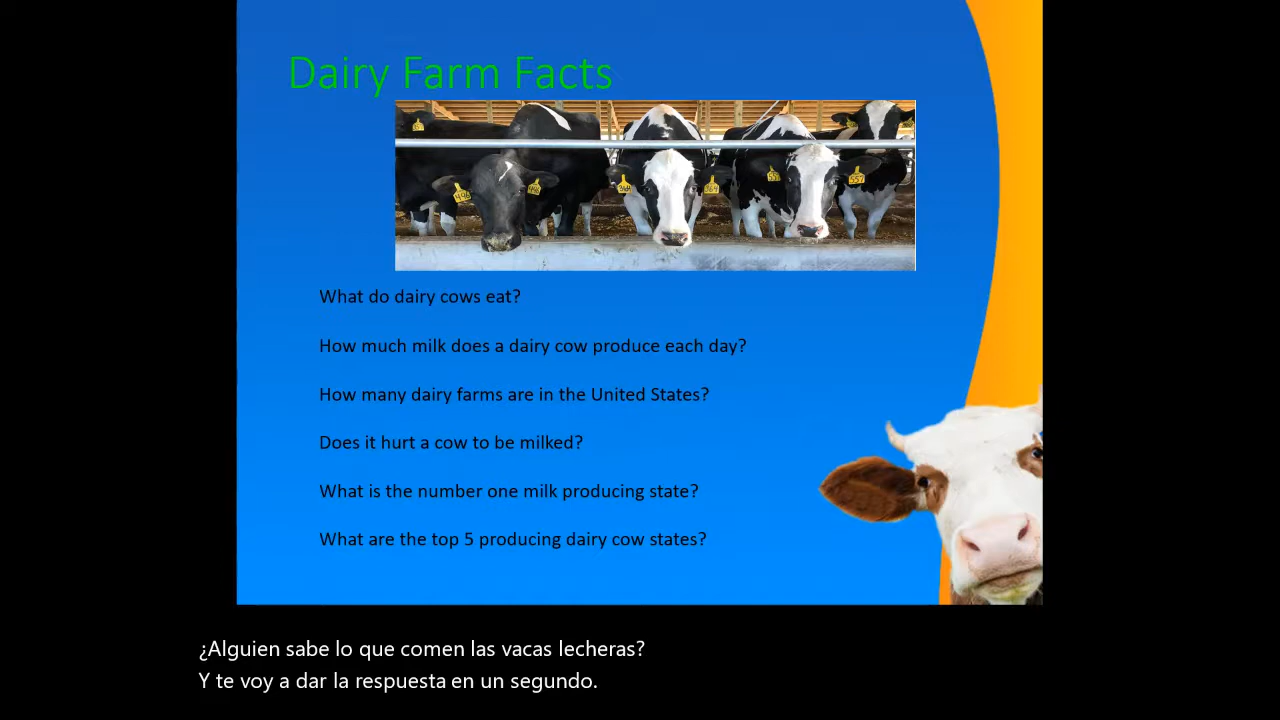 Dairy Farm Facts
What do dairy cows eat?
How much milk does a dairy cow produce each day?
How many dairy farms are in the United States?
Does it hurt a cow to be milked?
What is the number one milk producing state?
What are the top 5 producing dairy cow states?
¿Alguien sabe lo que comen las vacas lecheras?
Y te voy a dar la respuesta en un segundo.